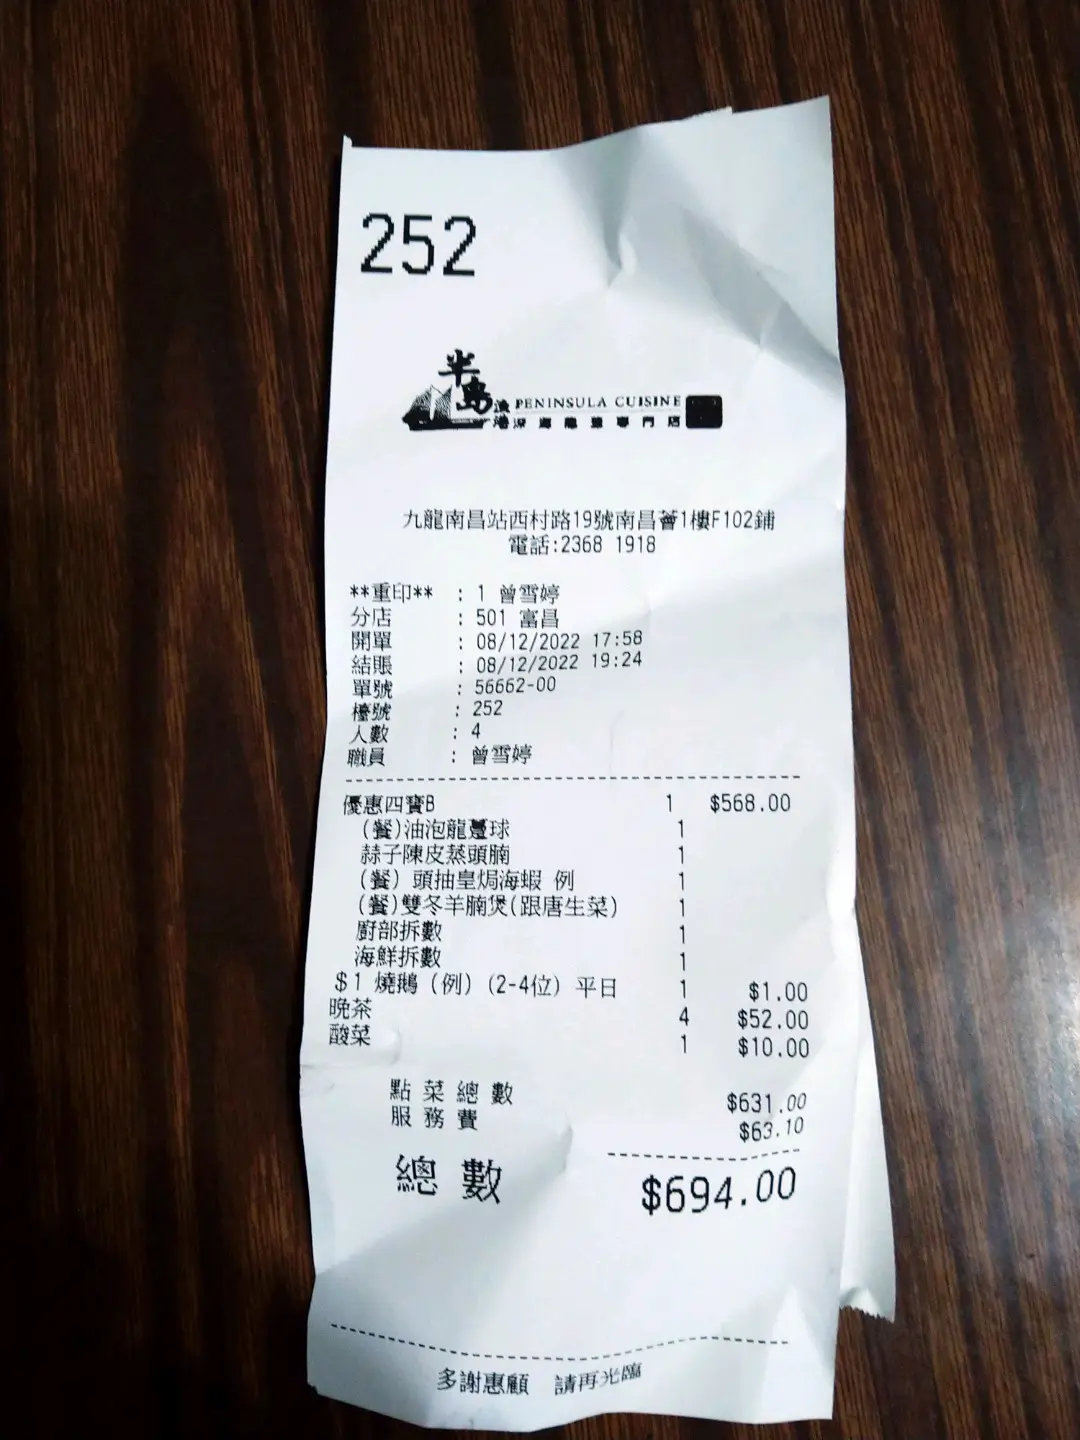 252
半島
漁港
PENINSULA CUISINE
深海龍躉專門店
九龍南昌站西村路19號南昌薈1樓F102鋪
電話:2368 1918
**重印** : 1 曾雪婷
分店 : 501 富昌
開單 : 08/12/2022 17:58
結賬 : 08/12/2022 19:24
單號 : 56662-00
檯號 : 252
人數 : 4
職員 : 曾雪婷
優惠四寶B 1 $568.00
(餐)油泡龍躉球 1
蒜子陳皮蒸頭腩 1
(餐) 頭抽皇焗海蝦 例 1
(餐)雙冬羊腩煲(跟唐生菜) 1
廚部拆數 1
海鮮拆數 1
$1 燒鵝 (例) (2-4位) 平日 1 $1.00
晚茶 4 $52.00
酸菜 1 $10.00
點菜總數 $631.00
服務費 $63.10
總數 $694.00
多謝惠顧 請再光臨